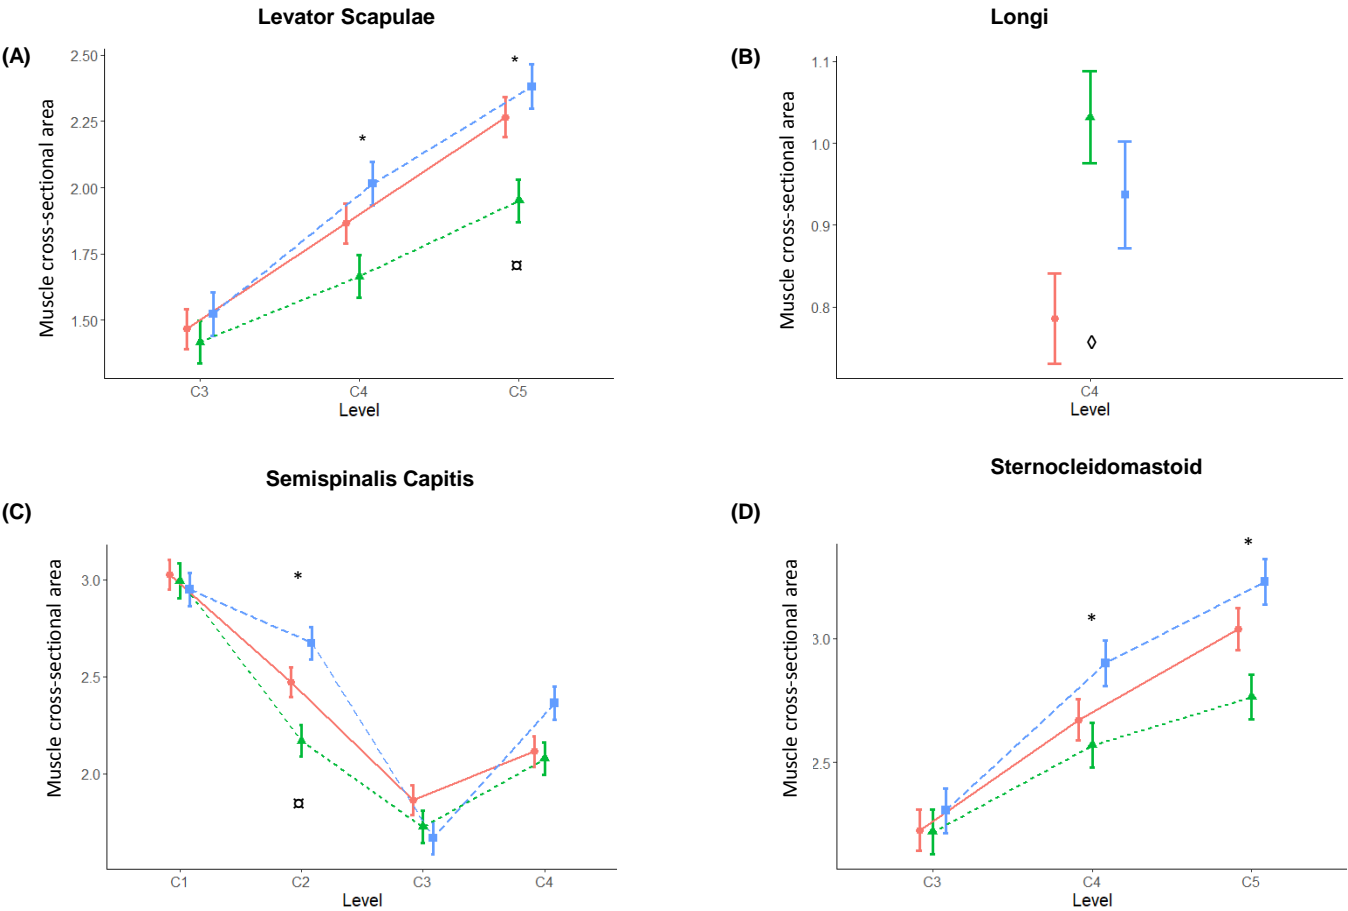 Levator Scapulae
(A)
Muscle cross-sectional area
2.50
2.25
2.00
1.75
1.50
*
*
¤
C3 C4 C5
Level
Longi
(B)
Muscle cross-sectional area
1.1
1.0
0.9
0.8
◊
C4
Level
Semispinalis Capitis
(C)
Muscle cross-sectional area
3.0
2.5
2.0
*
¤
C1 C2 C3 C4
Level
Sternocleidomastoid
(D)
Muscle cross-sectional area
3.0
2.5
*
*
C3 C4 C5
Level